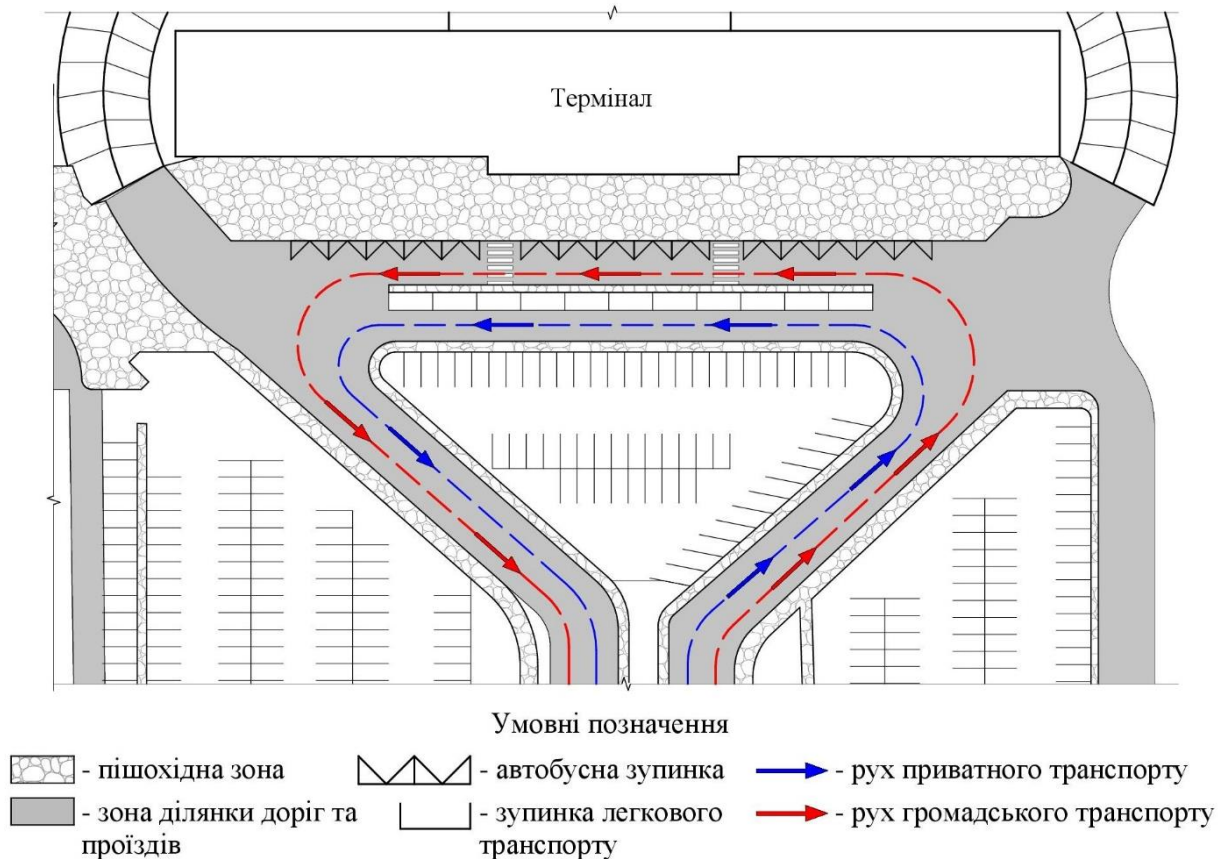 Термінал
Умовні позначення
- пішохідна зона
- автобусна зупинка
- рух приватного транспорту
- зона ділянки доріг та
проїздів
- зупинка легкового
транспорту
- рух громадського транспорту